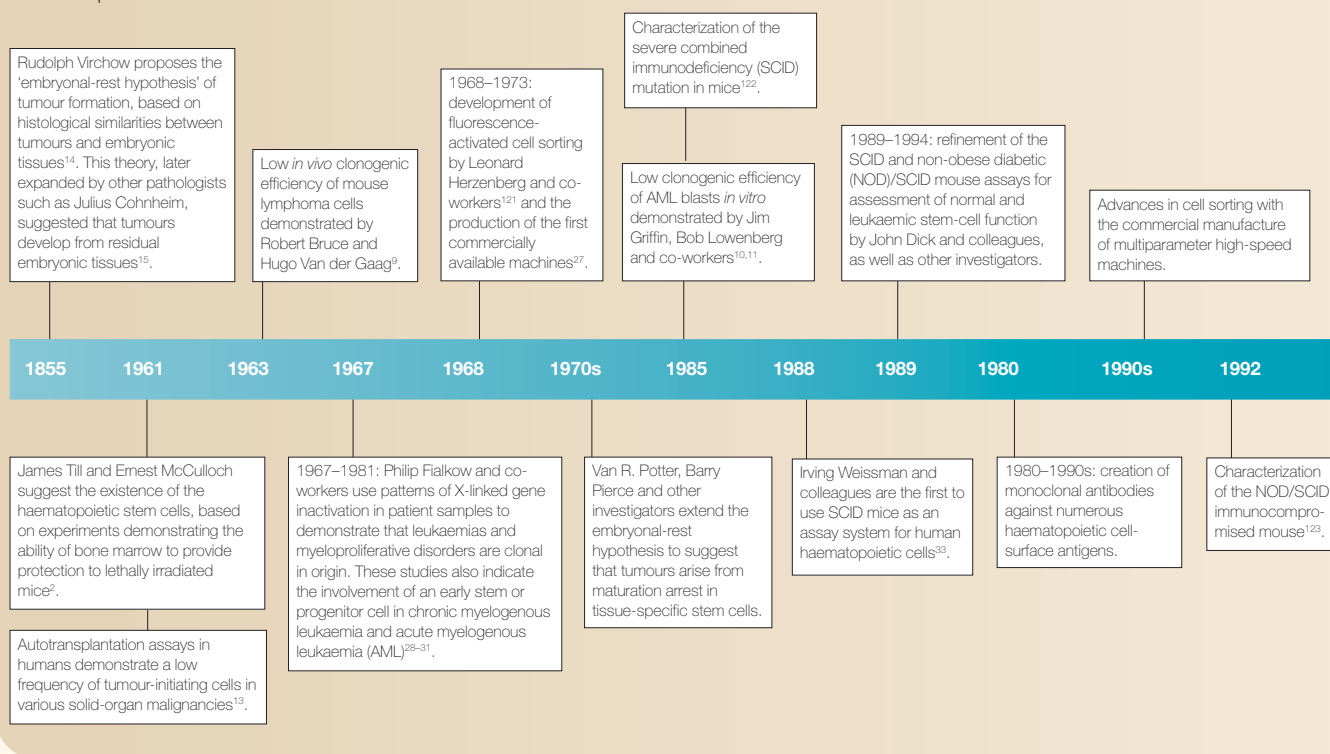 Rudolph Virchow proposes the
'embryonal-rest hypothesis' of
tumour formation, based on
histological similarities between
tumours and embryonic
tissues14. This theory, later
expanded by other pathologists
such as Julius Cohnheim,
suggested that tumours
develop from residual
embryonic tissues15.
Low in vivo clonogenic
efficiency of mouse
lymphoma cells
demonstrated by
Robert Bruce and
Hugo Van der Gaag9.
1968–1973:
development of
fluorescence-
activated cell sorting
by Leonard
Herzenberg and co-
workers121 and the
production of the first
commercially
available machines27.
Characterization of the
severe combined
immunodeficiency (SCID)
mutation in mice122.
Low clonogenic efficiency
of AML blasts in vitro
demonstrated by Jim
Griffin, Bob Lowenberg
and co-workers10,11.
1989–1994: refinement of the
SCID and non-obese diabetic
(NOD)/SCID mouse assays for
assessment of normal and
leukaemic stem-cell function
by John Dick and colleagues,
as well as other investigators.
Advances in cell sorting with
the commercial manufacture
of multiparameter high-speed
machines.
1855 1961 1963 1967 1968 1970s 1985 1988 1989 1980 1990s 1992
James Till and Ernest McCulloch
suggest the existence of the
haematopoietic stem cells, based
on experiments demonstrating the
ability of bone marrow to provide
protection to lethally irradiated
mice2.
Autotransplantation assays in
humans demonstrate a low
frequency of tumour-initiating cells in
various solid-organ malignancies13.
1967–1981: Philip Fialkow and co-
workers use patterns of X-linked gene
inactivation in patient samples to
demonstrate that leukaemias and
myeloproliferative disorders are clonal
in origin. These studies also indicate
the involvement of an early stem or
progenitor cell in chronic myelogenous
leukaemia and acute myelogenous
leukaemia (AML)28–31.
Van R. Potter, Barry
Pierce and other
investigators extend the
embryonal-rest
hypothesis to suggest
that tumours arise from
maturation arrest in
tissue-specific stem cells.
Irving Weissman and
colleagues are the first to
use SCID mice as an
assay system for human
haematopoietic cells33.
1980–1990s: creation of
monoclonal antibodies
against numerous
haematopoietic cell-
surface antigens.
Characterization
of the NOD/SCID
immunocompro-
mised mouse123.